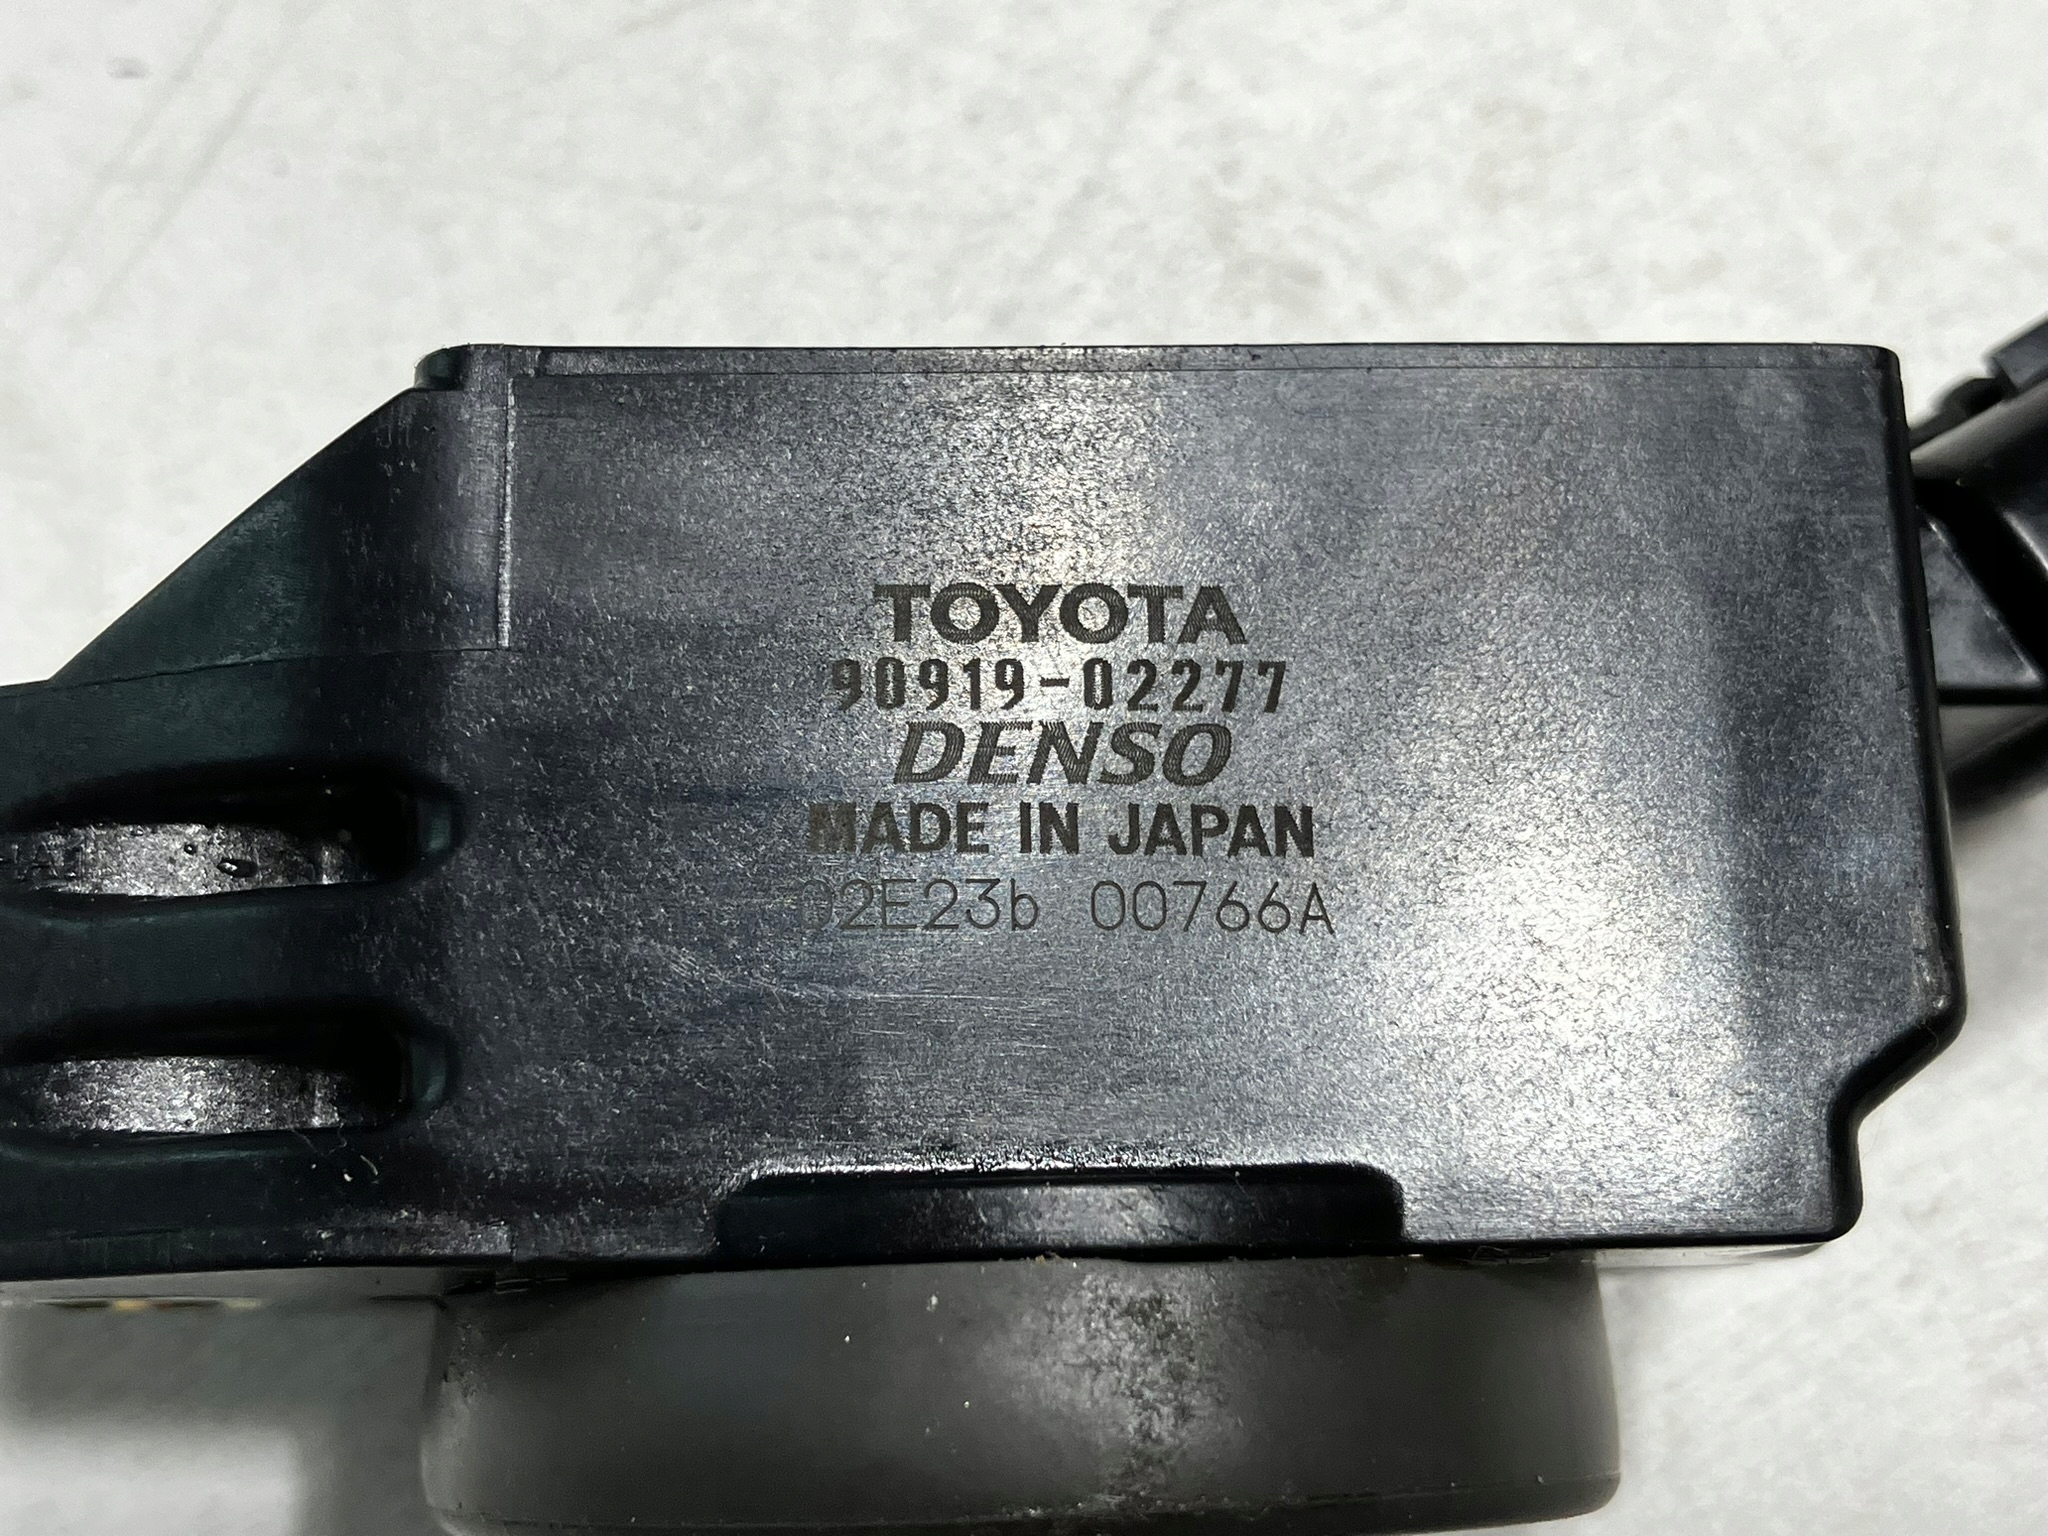 TOYOTA
90919-02277
DENSO
MADE IN JAPAN
02E23b 00766A